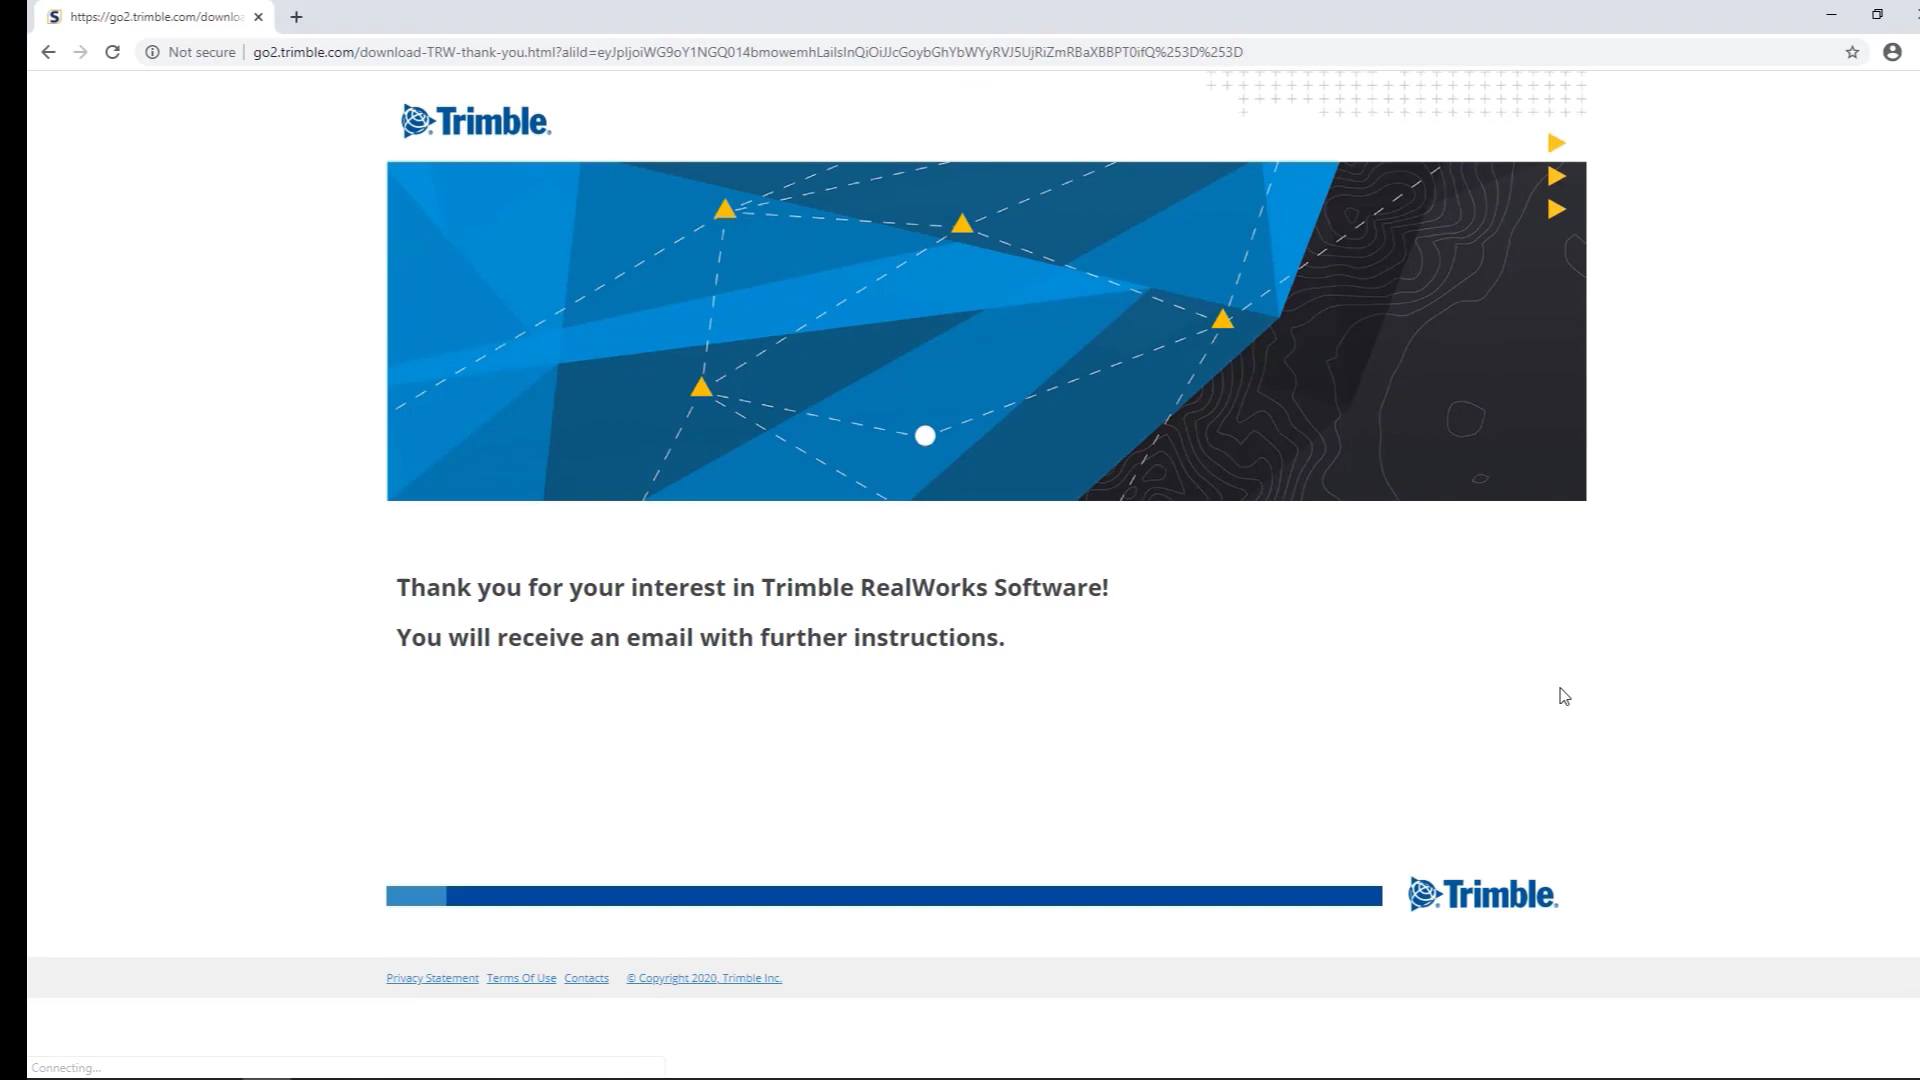 https://go2.trimble.com/downlo
Not secure
go2.trimble.com/download-TRW-thank-you.html?aliId=eyJpIjoiWG9oY1NGQ014bmowemhLaiIsInQiOiJJcGoybGhYbWYyRVJ5UjRiZmRBaXBBPT0ifQ%253D%253D
Trimble.
Thank you for your interest in Trimble RealWorks Software!
You will receive an email with further instructions.
Trimble.
Privacy Statement Terms Of Use Contacts © Copyright 2020, Trimble Inc.
Connecting...